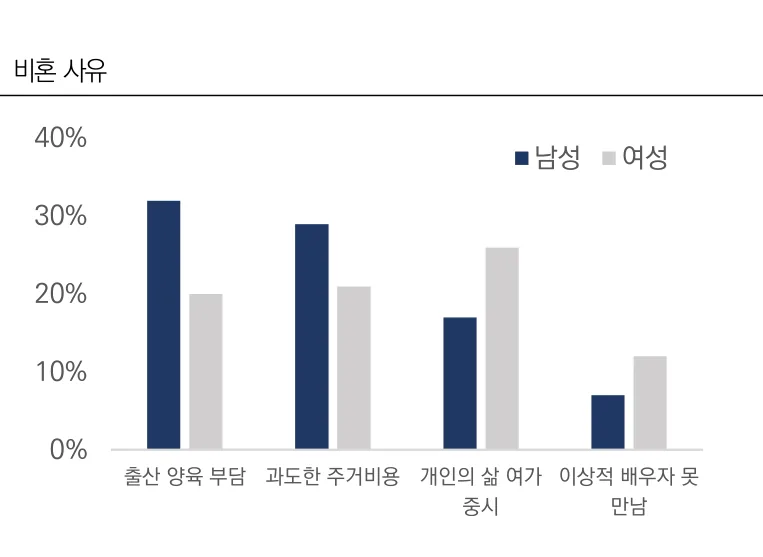 비혼 사유
40%
남성 여성
30%
20%
10%
0%
출산 양육 부담 과도한 주거비용 개인의 삶 여가 이상적 배우자 못
중시 만남